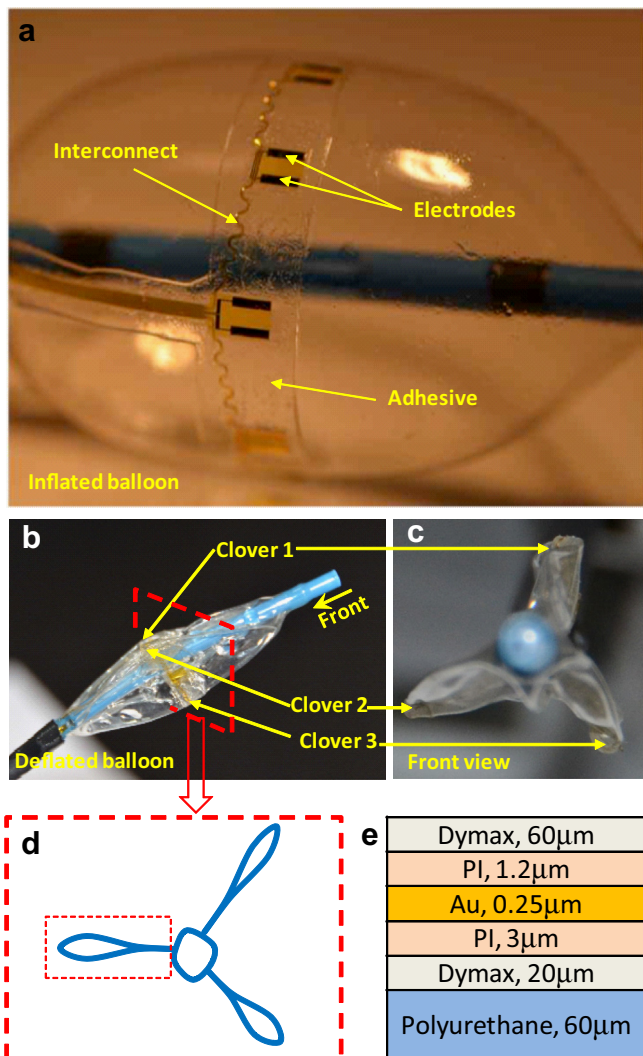 a
Interconnect
Electrodes
Adhesive
Inflated balloon
b
Clover 1
Front
Clover 2
Clover 3
Deflated balloon
c
Front view
d
e
Dymax, 60μm
PI, 1.2μm
Au, 0.25μm
PI, 3μm
Dymax, 20μm
Polyurethane, 60μm